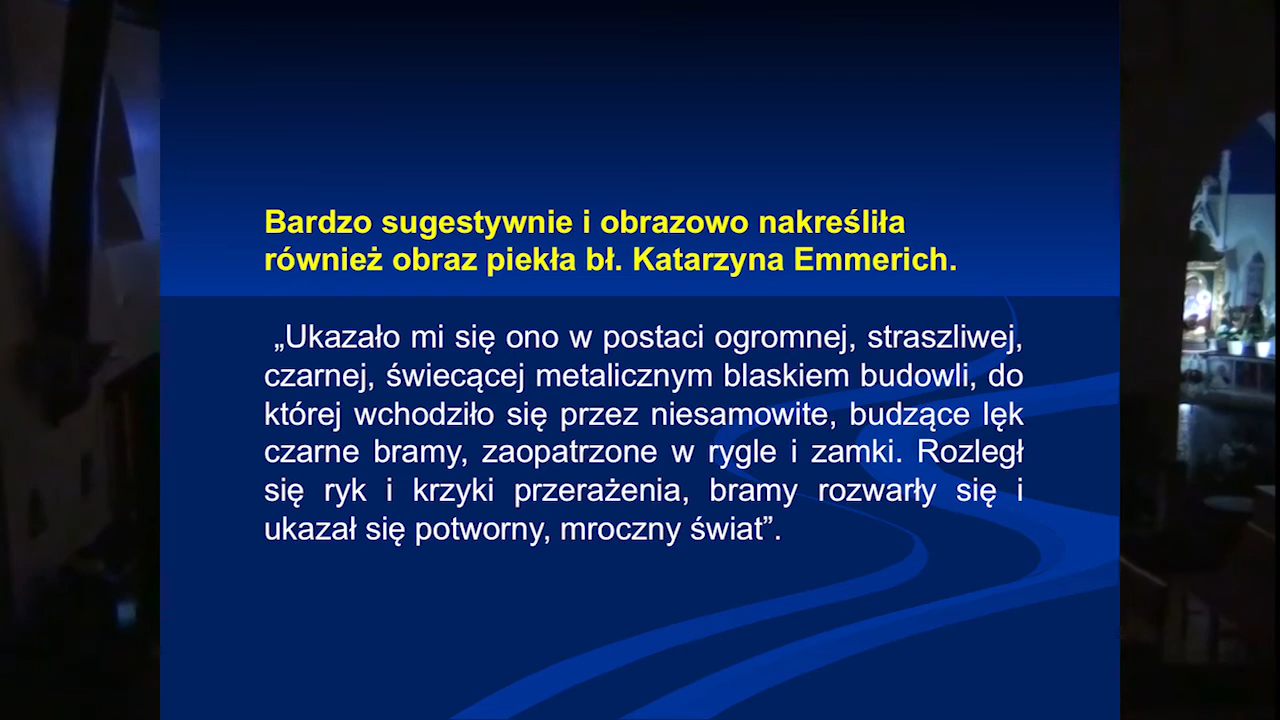 Bardzo sugestywnie i obrazowo nakreśliła
również obraz piekła bł. Katarzyna Emmerich.
„Ukazało mi się ono w postaci ogromnej, straszliwej,
czarnej, świecącej metalicznym blaskiem budowli, do
której wchodziło się przez niesamowite, budzące lęk
czarne bramy, zaopatrzone w rygle i zamki. Rozległ
się ryk i krzyki przerażenia, bramy rozwarły się i
ukazał się potworny, mroczny świat”.